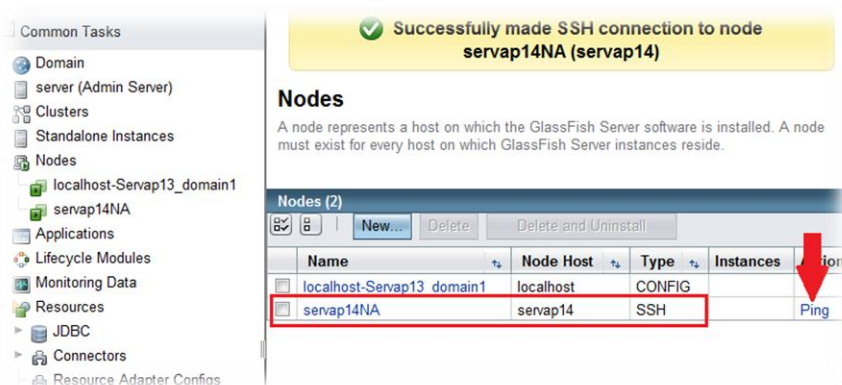 Common Tasks
Domain
server (Admin Server)
Clusters
Standalone Instances
Nodes
localhost-Servap13_domain1
servap14NA
Applications
Lifecycle Modules
Monitoring Data
Resources
JDBC
Connectors
Resource Adapter Configs
Successfully made SSH connection to node
servap14NA (servap14)
Nodes
A node represents a host on which the GlassFish Server software is installed. A node
must exist for every host on which GlassFish Server instances reside.
Nodes (2)
New... Delete Delete and Uninstall
Name Node Host Type Instances
localhost-Servap13_domain1 localhost CONFIG
servap14NA servap14 SSH Ping